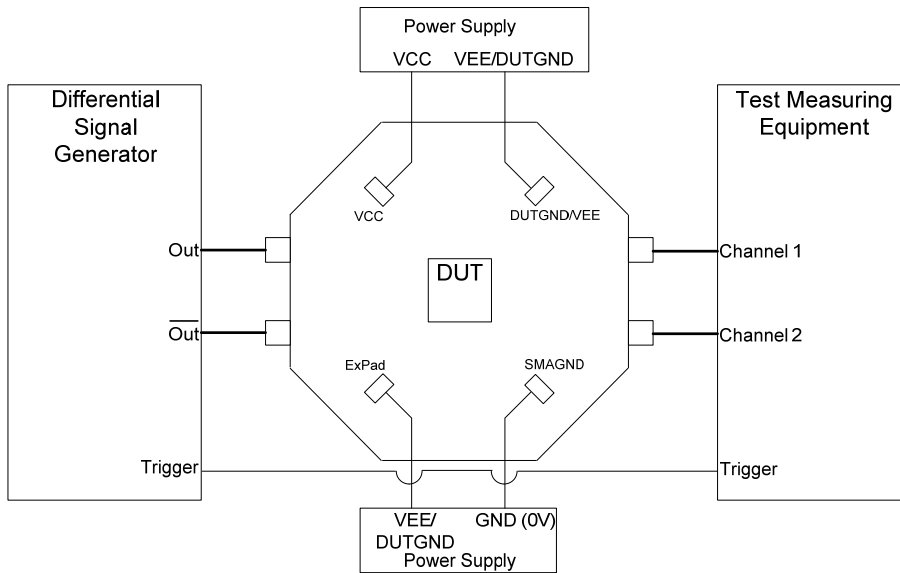 Power Supply
VCC
VEE/DUTGND
Differential
Signal
Generator
Test Measuring
Equipment
VCC
DUTGND/VEE
Out
Channel 1
DUT
Out
Channel 2
ExPad
SMAGND
Trigger
Trigger
VEE/
DUTGND
GND (0V)
Power Supply